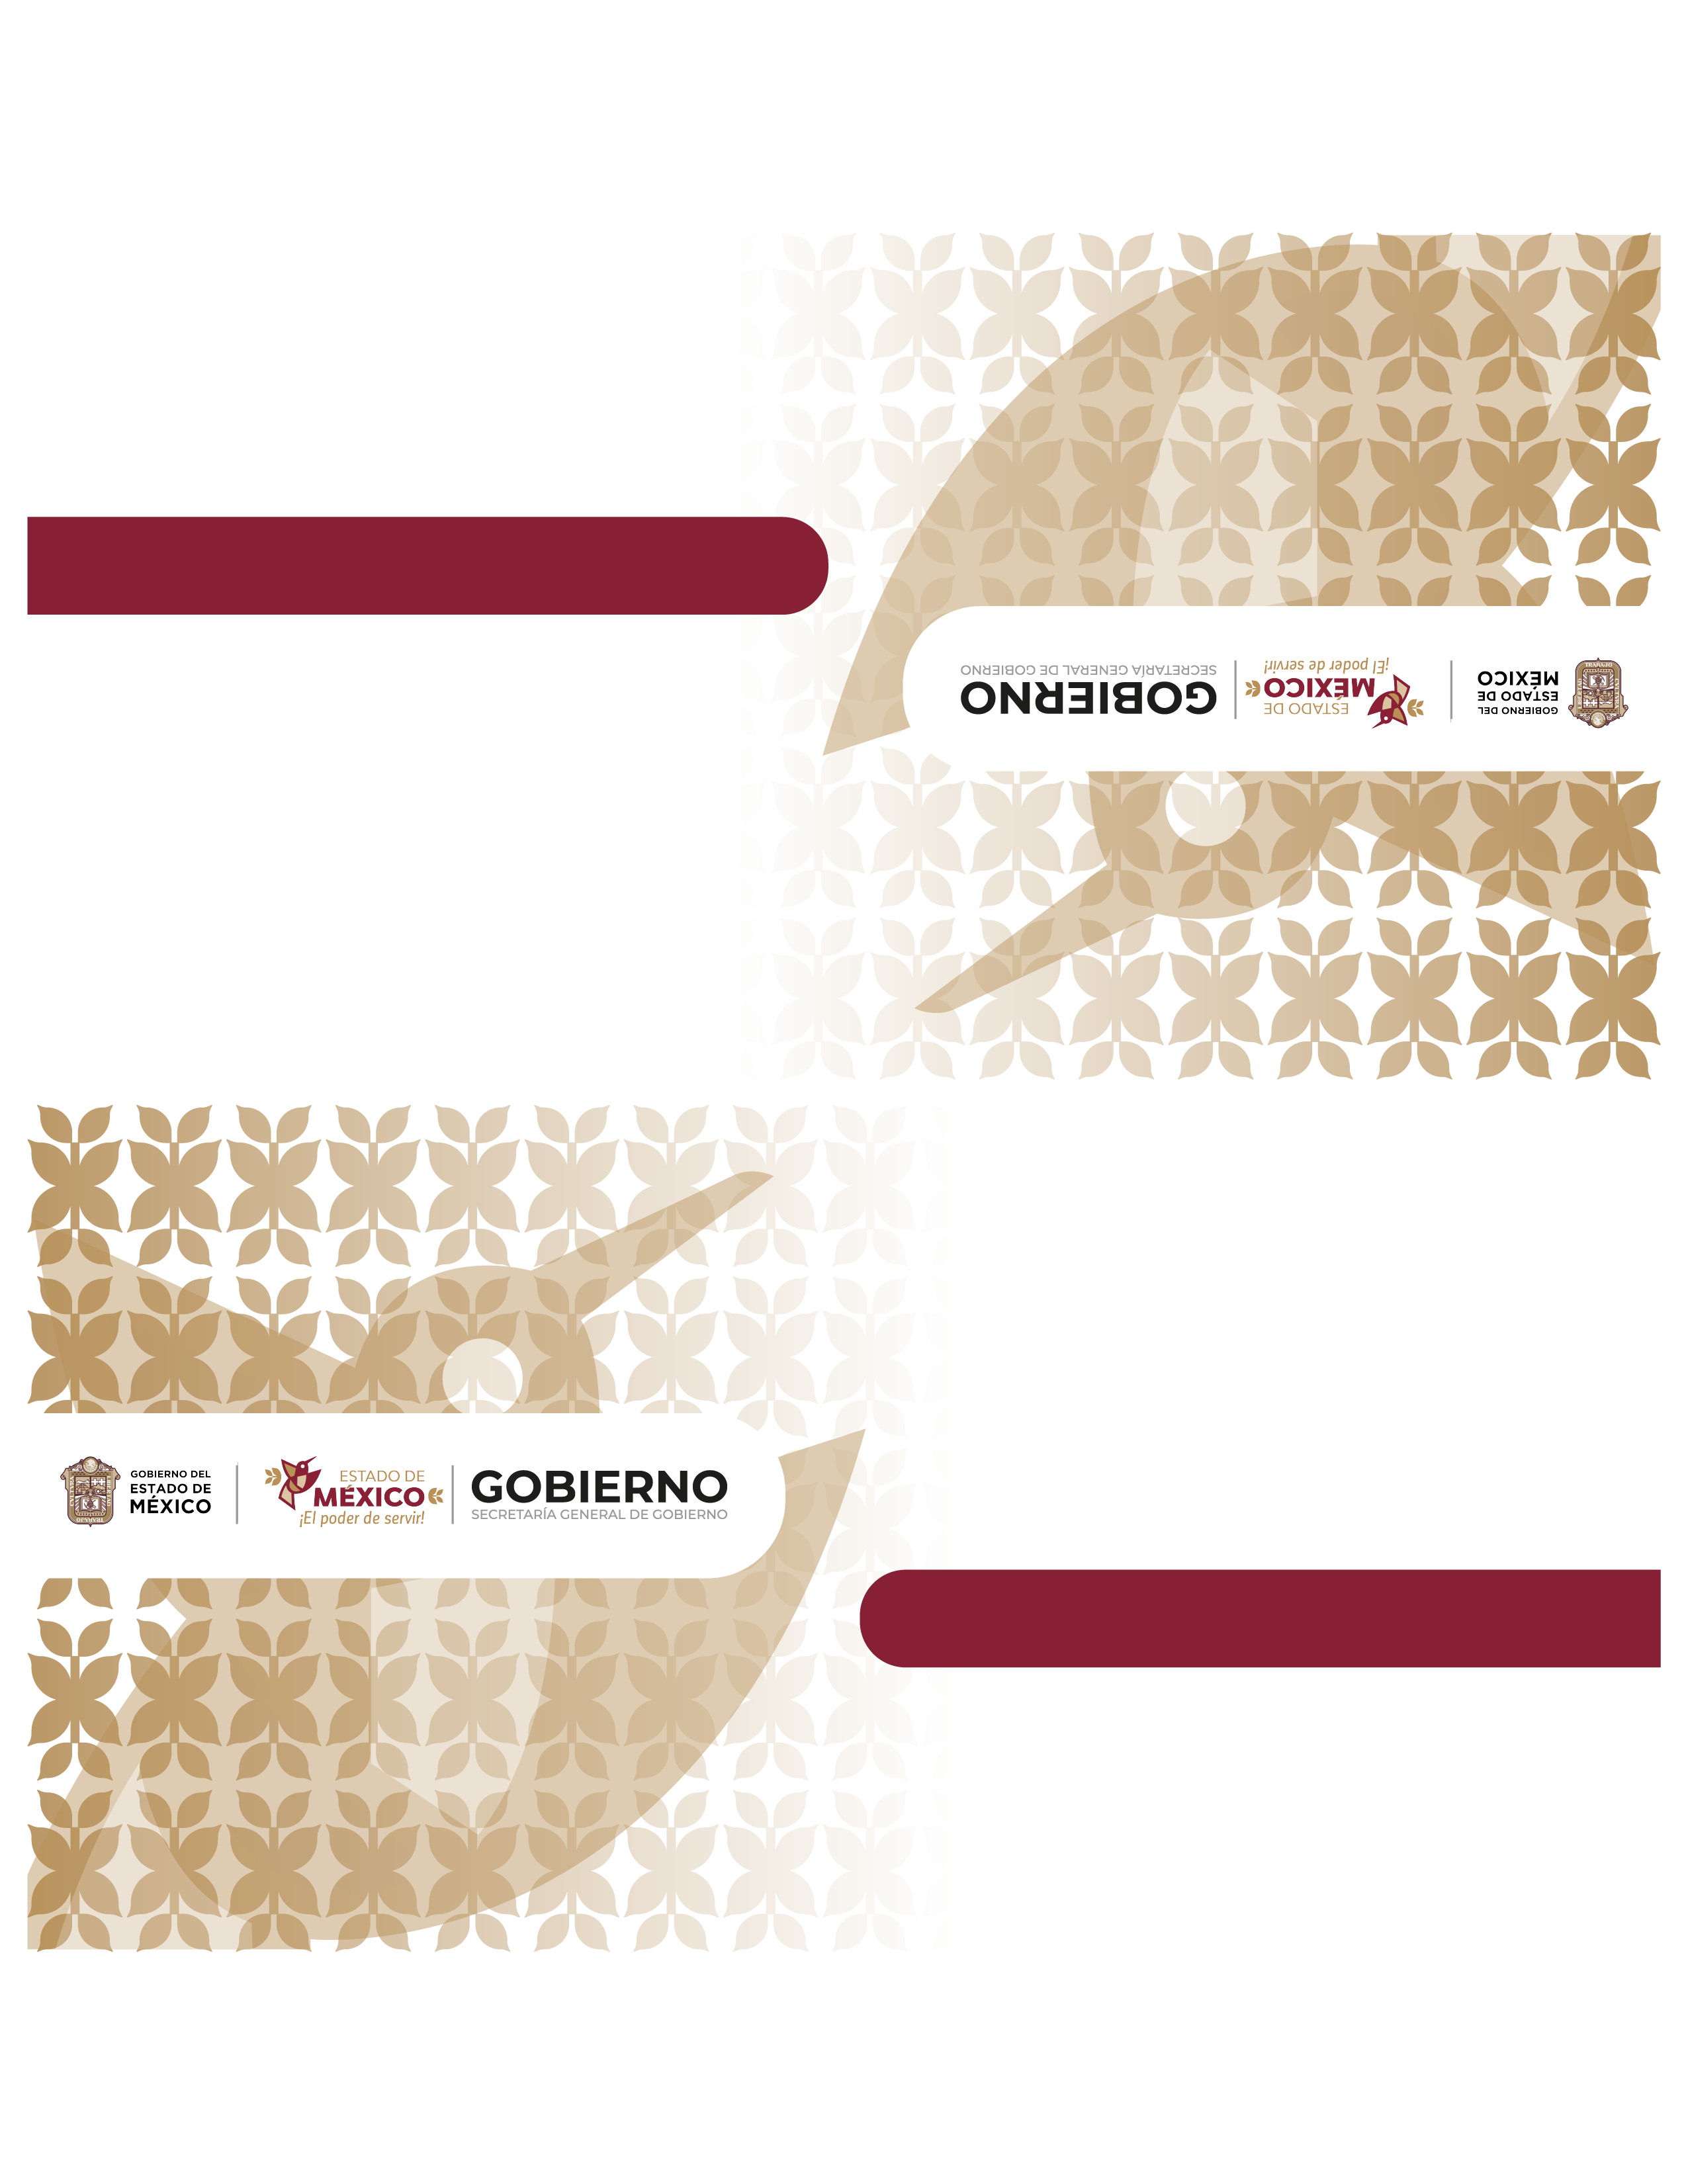 GOBIERNO DEL
ESTADO DE
MÉXICO
ESTADO DE
MÉXICO
¡El poder de servir!
GOBIERNO
SECRETARÍA GENERAL DE GOBIERNO
TRABAJO
GOBIERNO DEL
ESTADO DE
MÉXICO
ESTADO DE
MÉXICO
¡El poder de servir!
GOBIERNO
SECRETARÍA GENERAL DE GOBIERNO